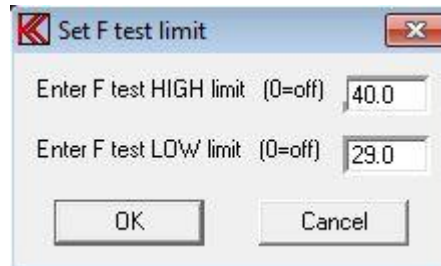 Set F test limit
Enter F test HIGH limit (0=off) 40.0
Enter F test LOW limit (0=off) 29.0
OK Cancel